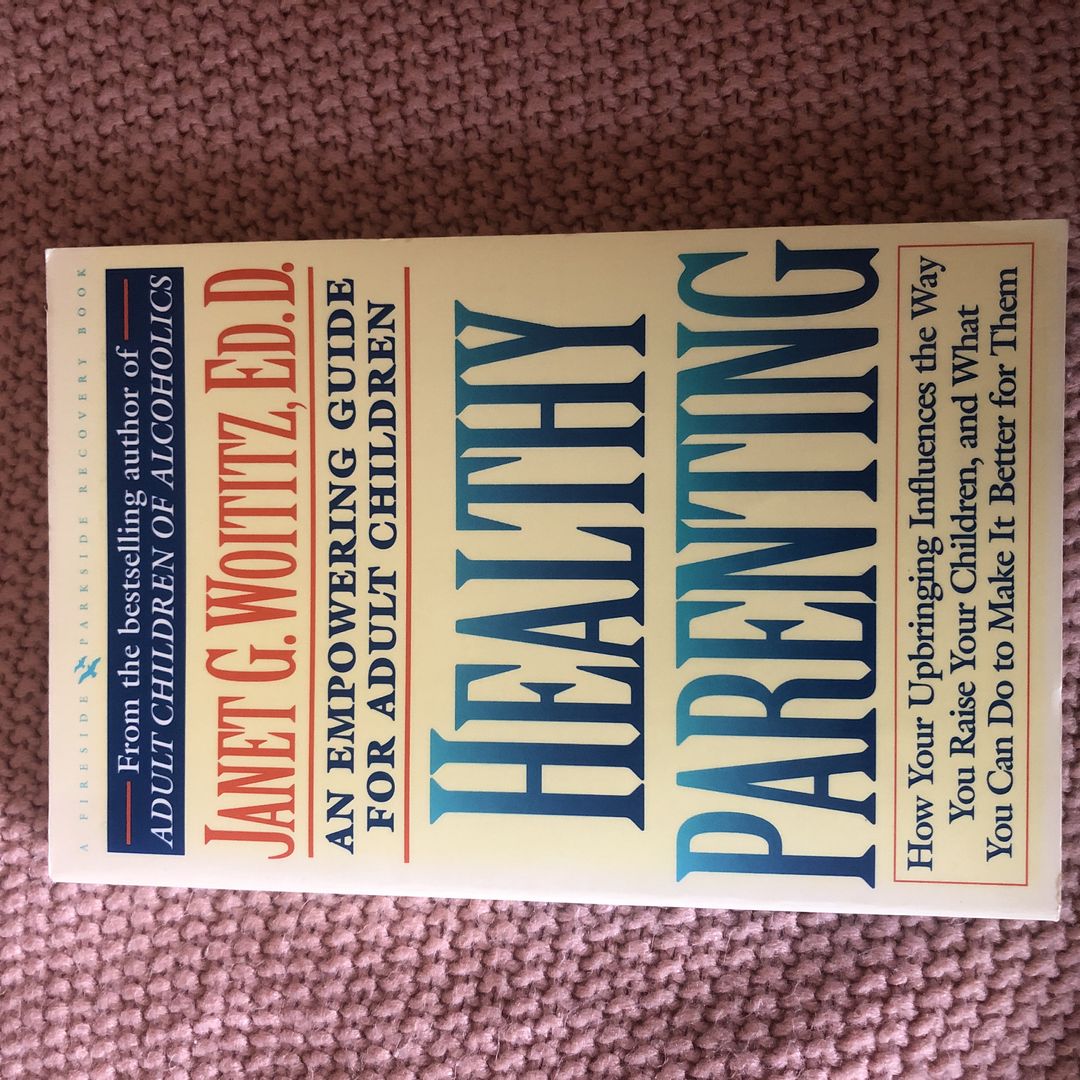 A FIRESIDE PARKSIDE RECOVERY BOOK
From the bestselling author of
ADULT CHILDREN OF ALCOHOLICS
JANET G. WOITITZ, ED.D.
AN EMPOWERING GUIDE
FOR ADULT CHILDREN
HEALTHY
PARENTING
How Your Upbringing Influences the Way
You Raise Your Children, and What
You Can Do to Make It Better for Them